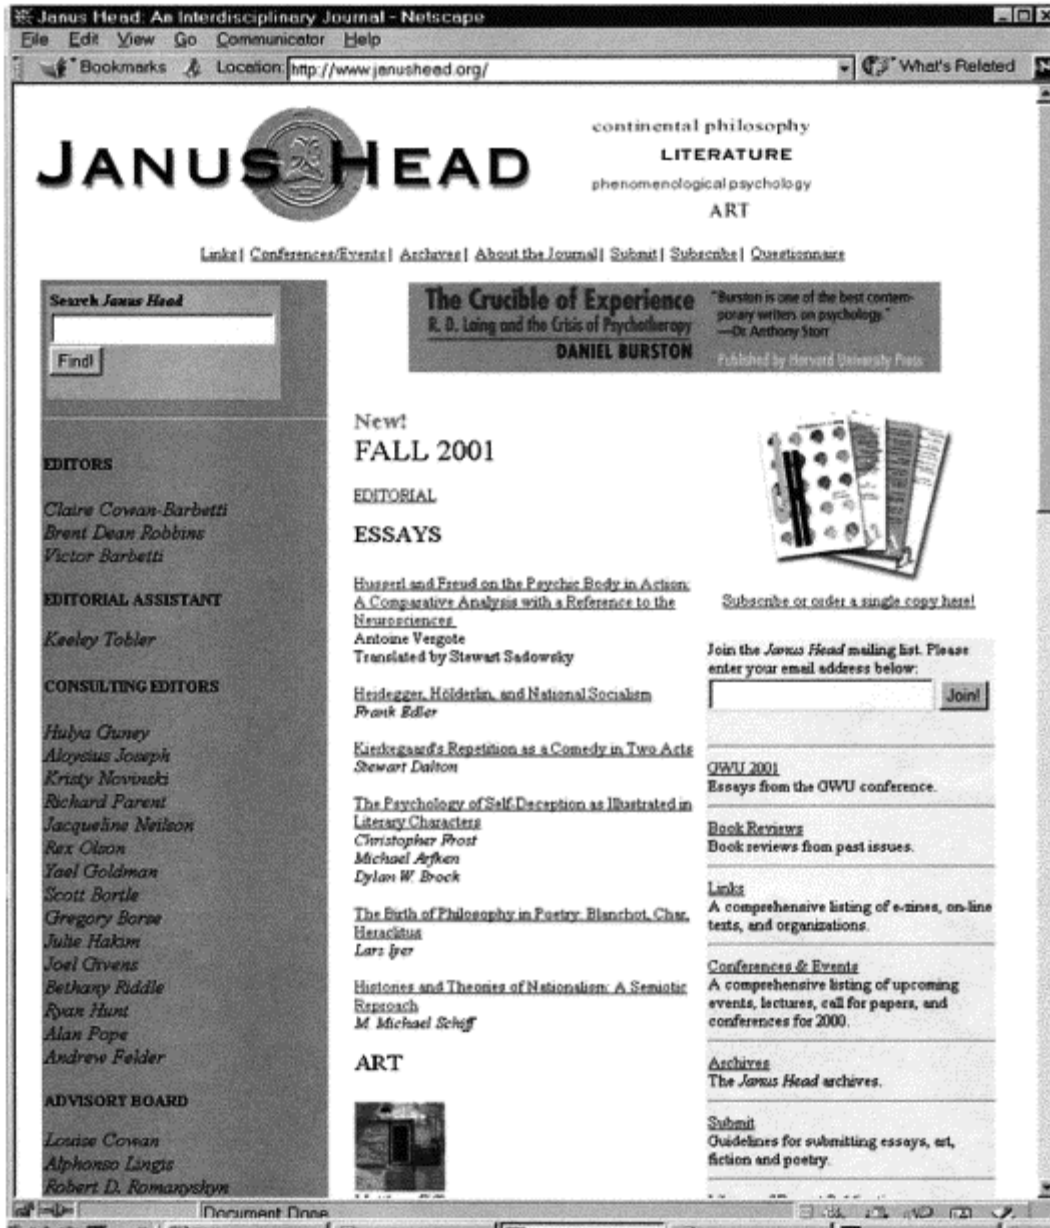 Janus Head: An Interdisciplinary Journal - Netscape
File Edit View Go Communicator Help
Bookmarks Location: http://www.janushead.org/ What's Related
JANUS HEAD
continental philosophy
LITERATURE
phenomenological psychology
ART
Links | Conferences/Events | Archives | About the Journal | Submit | Subscribe | Questionnaire
Search Janus Head
Find!
The Crucible of Experience
R. D. Laing and the Crisis of Psychotherapy
DANIEL BURSTON
"Burston is one of the best contem-
porary writers on psychology."
—Dr. Anthony Storr
Published by Harvard University Press
EDITORS
Claire Cowan-Barbetti
Brent Dean Robbins
Victor Barbetti
EDITORIAL ASSISTANT
Keeley Tobler
CONSULTING EDITORS
Hulya Guney
Aloysius Joseph
Kristy Novinski
Richard Parent
Jacqueline Neilson
Rex Olson
Yael Goldman
Scott Bortle
Gregory Borse
Julie Hakim
Joel Givens
Bethany Riddle
Ryan Hunt
Alan Pope
Andrew Felder
ADVISORY BOARD
Louise Cowan
Alphonso Lingis
Robert D. Romanyshyn
New!
FALL 2001
EDITORIAL
ESSAYS
Husserl and Freud on the Psychic Body in Action:
A Comparative Analysis with a Reference to the
Neurosciences
Antoine Vergote
Translated by Stewart Sadowsky
Heidegger, Hölderlin, and National Socialism
Frank Edler
Kierkegaard's Repetition as a Comedy in Two Acts
Stewart Dalton
The Psychology of Self-Deception as Illustrated in
Literary Characters
Christopher Frost
Michael Arfken
Dylan W. Brock
The Birth of Philosophy in Poetry: Blanchot, Char,
Heraclitus
Lars Iyer
Histories and Theories of Nationalism: A Semiotic
Reproach
M. Michael Schiff
ART
Subscribe or order a single copy here!
Join the Janus Head mailing list. Please
enter your email address below:
Join!
GWU 2001
Essays from the GWU conference.
Book Reviews
Book reviews from past issues.
Links
A comprehensive listing of e-zines, on-line
texts, and organizations.
Conferences & Events
A comprehensive listing of upcoming
events, lectures, call for papers, and
conferences for 2000.
Archives
The Janus Head archives.
Submit
Guidelines for submitting essays, art,
fiction and poetry.
Document Done